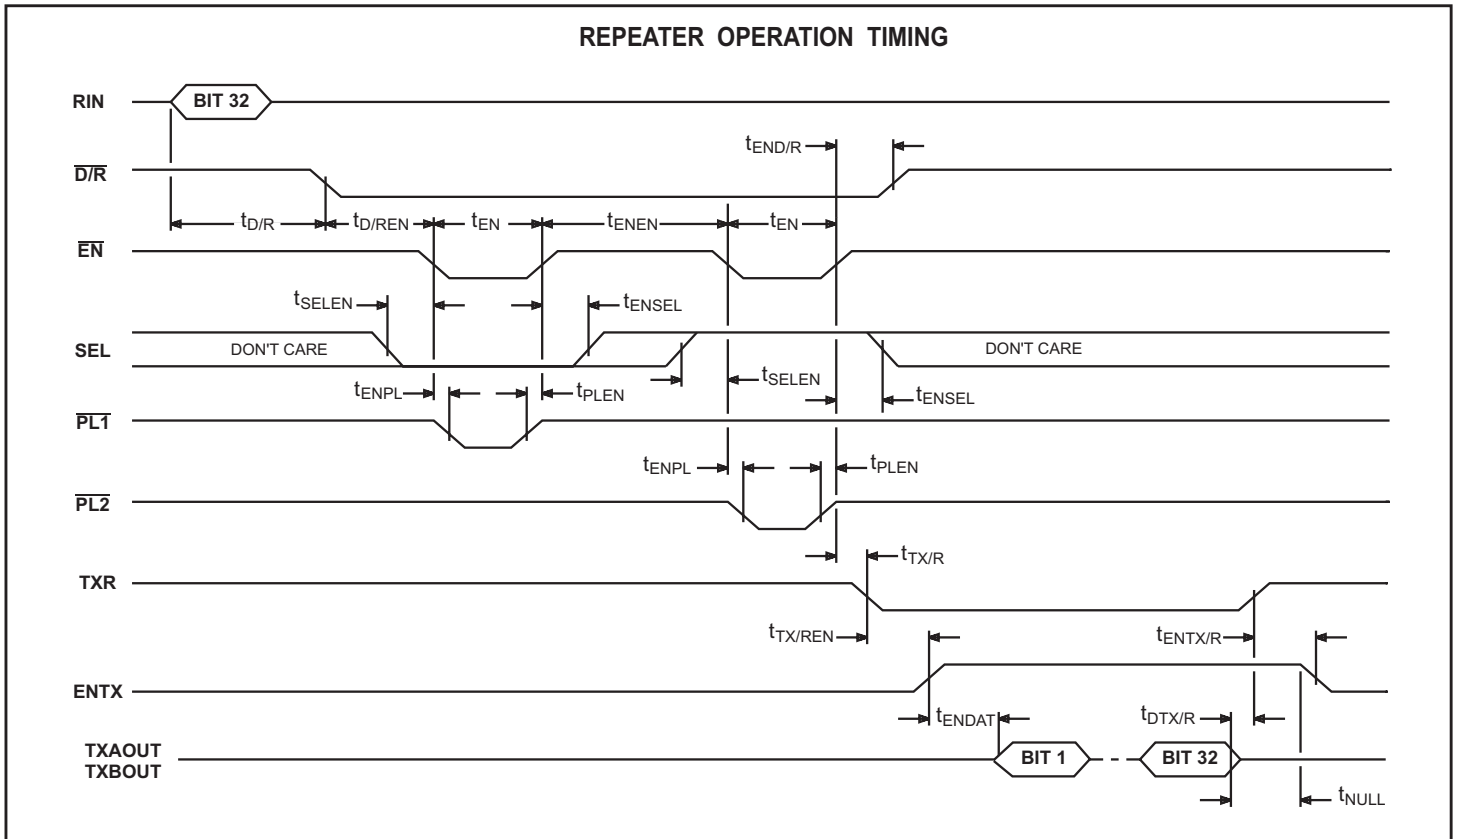 REPEATER OPERATION TIMING
RIN
BIT 32
tEND/R
D/R
tD/R
tD/REN
tEN
tENEN
tEN
EN
tSELEN
tENSEL
SEL
DON'T CARE
DON'T CARE
tSELEN
tENPL
tPLEN
tENSEL
PL1
tENPL
tPLEN
PL2
tTX/R
TXR
tTX/REN
tENTX/R
ENTX
tENDAT
tDTX/R
TXAOUT
TXBOUT
BIT 1
BIT 32
tNULL